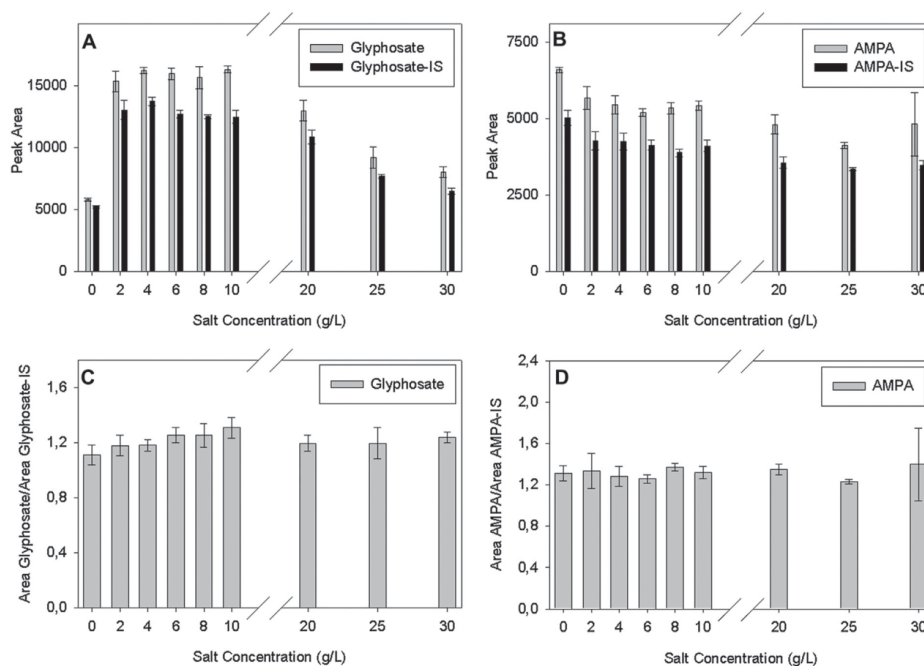 A
Glyphosate
Glyphosate-IS
Peak Area
15000
10000
5000
0
0 2 4 6 8 10 20 25 30
Salt Concentration (g/L)
B
AMPA
AMPA-IS
Peak Area
7500
5000
2500
0
0 2 4 6 8 10 20 25 30
Salt Concentration (g/L)
C
Glyphosate
Area Glyphosate/Area Glyphosate-IS
1,6
1,2
0,8
0,4
0,0
0 2 4 6 8 10 20 25 30
Salt Concentration (g/L)
D
AMPA
Area AMPA/Area AMPA-IS
2,4
2,0
1,6
1,2
0,8
0,4
0,0
0 2 4 6 8 10 20 25 30
Salt Concentration (g/L)